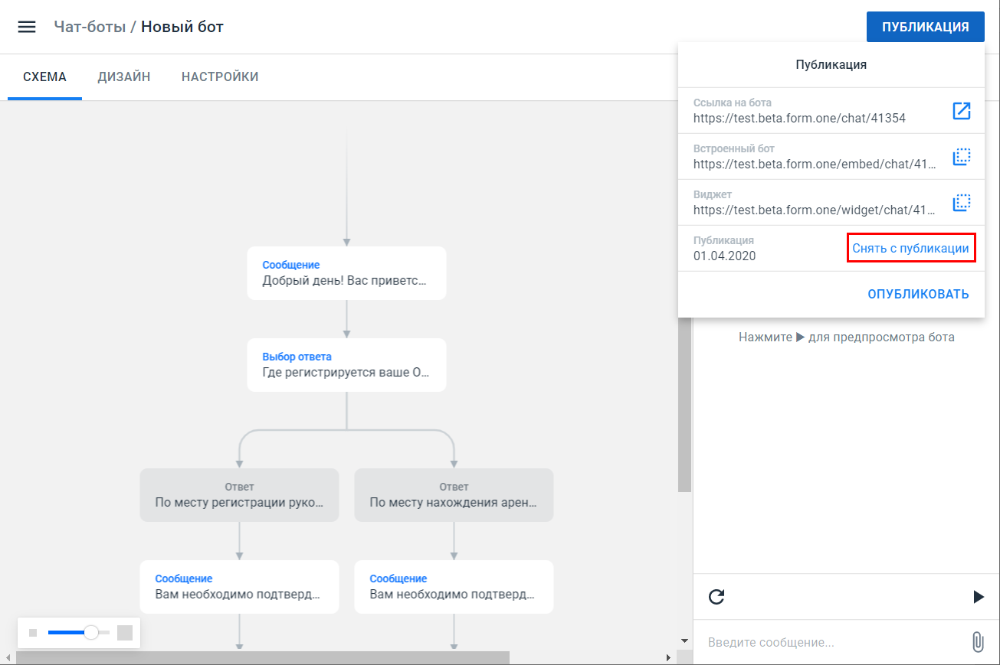 Чат-боты / Новый бот
ПУБЛИКАЦИЯ
СХЕМА ДИЗАЙН НАСТРОЙКИ
Публикация
Ссылка на бота
https://test.beta.form.one/chat/41354
Встроенный бот
https://test.beta.form.one/embed/chat/41...
Виджет
https://test.beta.form.one/widget/chat/41...
Публикация
01.04.2020
Снять с публикации
ОПУБЛИКОВАТЬ
Сообщение
Добрый день! Вас приветс...
Выбор ответа
Где регистрируется ваше О...
Ответ
По месту регистрации руко...
Ответ
По месту нахождения арен...
Сообщение
Вам необходимо подтверд...
Сообщение
Вам необходимо подтверд...
Нажмите ▶ для предпросмотра бота
Введите сообщение...